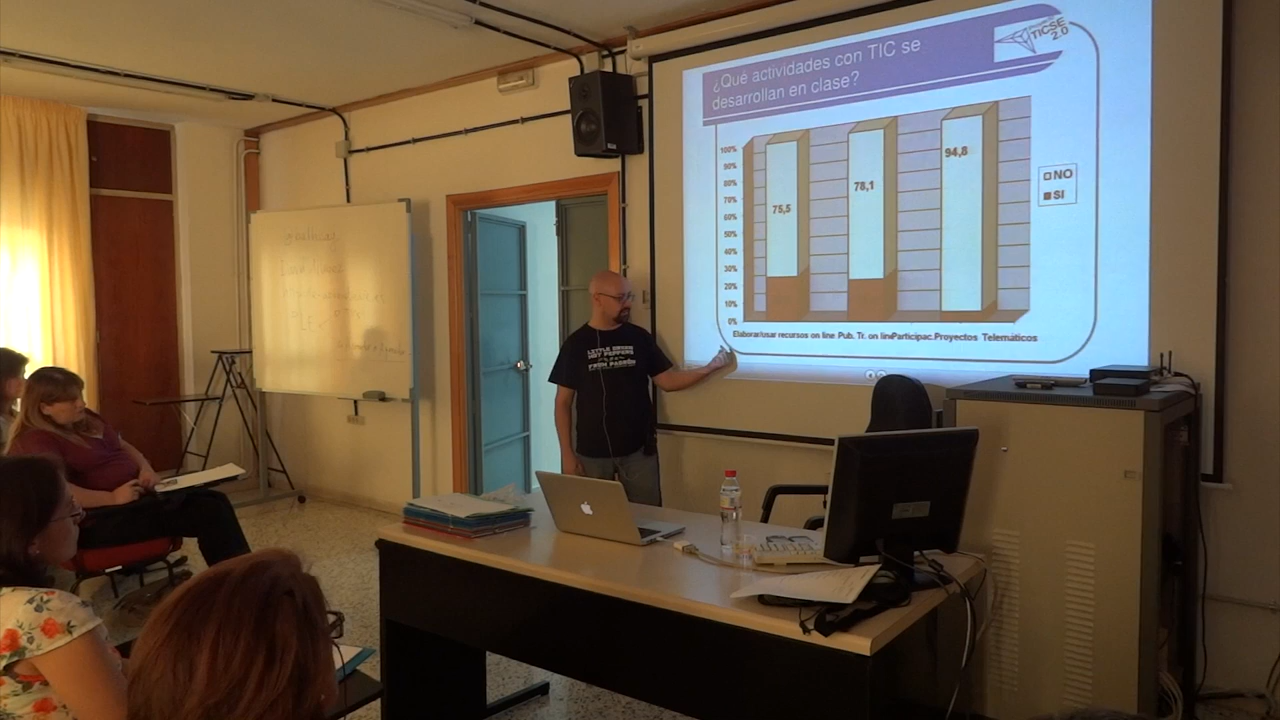 ¿Qué actividades con TIC se
desarrollan en clase?
TICSE
2.0
100%
90%
80%
70%
60%
50%
40%
30%
20%
10%
0%
75,5
78,1
94,8
NO
SI
Elaborar/usar recursos on line Pub. Tr. on line Participac.Proyectos Telemáticos
LITTLE GREEN
HOT PEPPERS
FROM PADRÓN